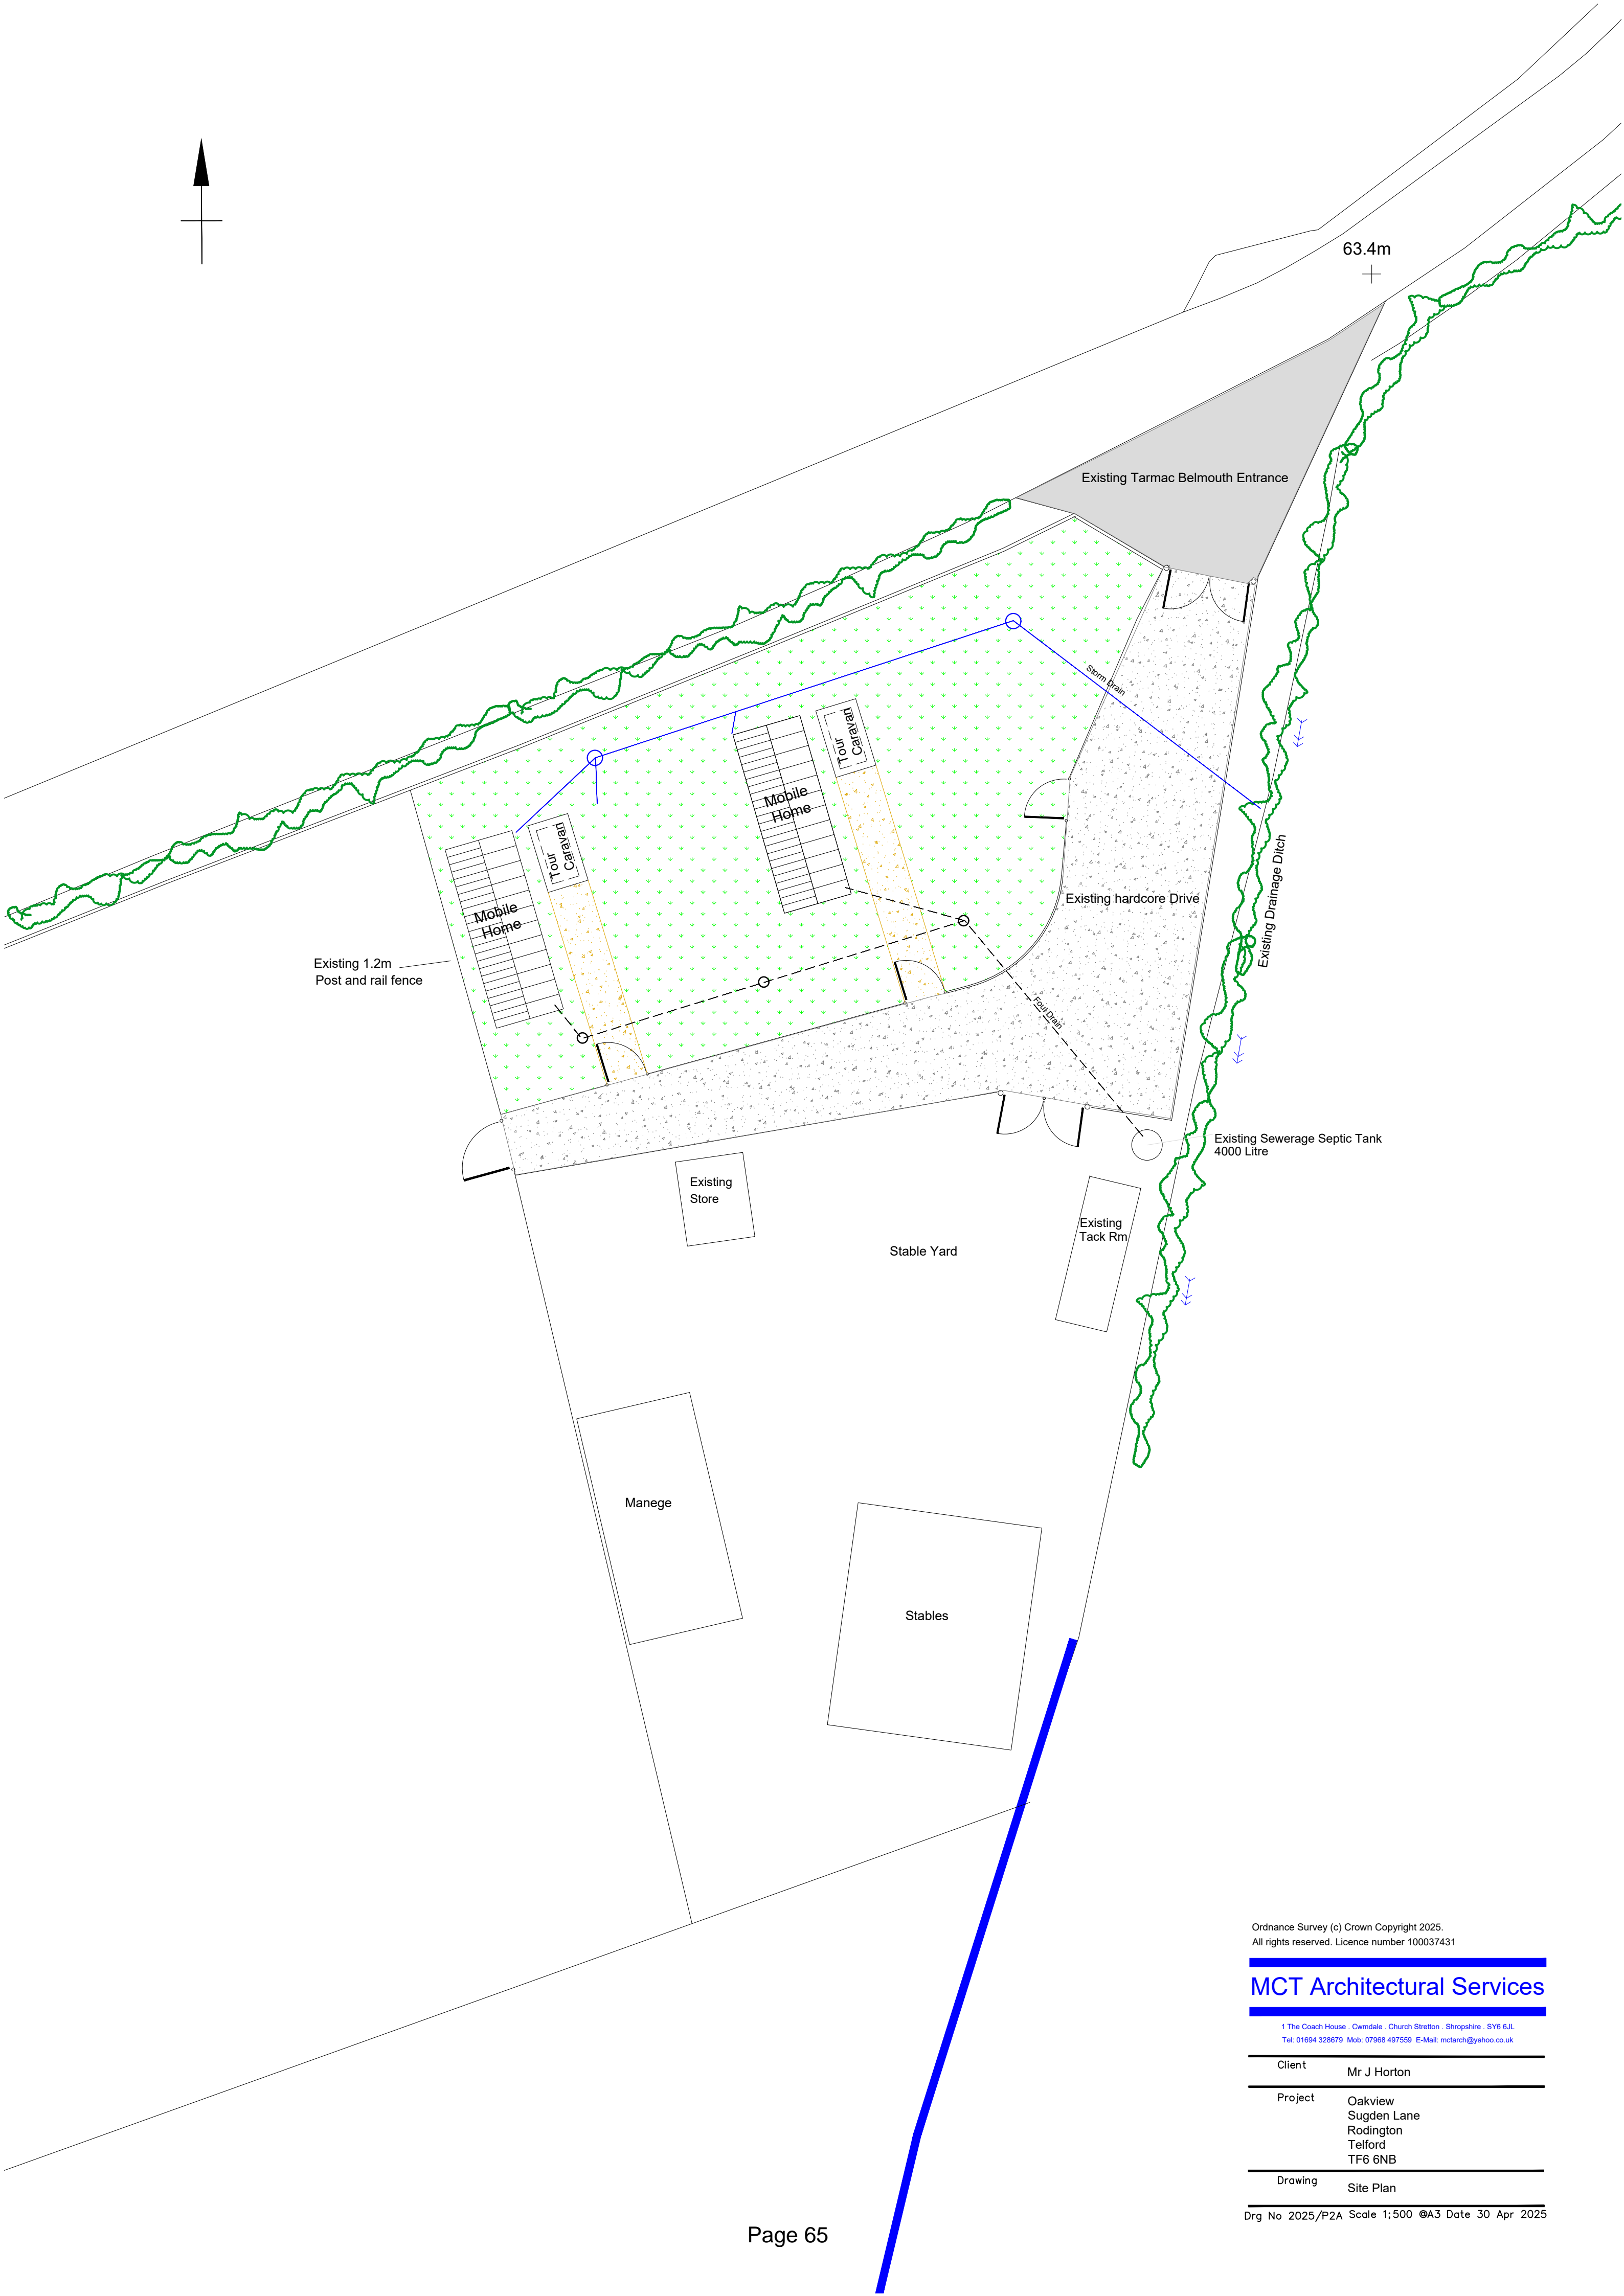 63.4m
Existing Tarmac Belmouth Entrance
Storm Drain
Tour
Caravan
Mobile
Home
Tour
Caravan
Mobile
Home
Existing hardcore Drive
Existing Drainage Ditch
Existing 1.2m
Post and rail fence
Foul Drain
Existing Sewerage Septic Tank
4000 Litre
Existing
Store
Existing
Tack Rm
Stable Yard
Manege
Stables
Ordnance Survey (c) Crown Copyright 2025.
All rights reserved. Licence number 100037431
MCT Architectural Services
1 The Coach House . Cwmdale . Church Stretton . Shropshire . SY6 6JL
Tel: 01694 328679 Mob: 07968 497559 E-Mail: mctarch@yahoo.co.uk
Client
Mr J Horton
Project
Oakview
Sugden Lane
Rodington
Telford
TF6 6NB
Drawing
Site Plan
Drg No 2025/P2A Scale 1;500 @A3 Date 30 Apr 2025
Page 65